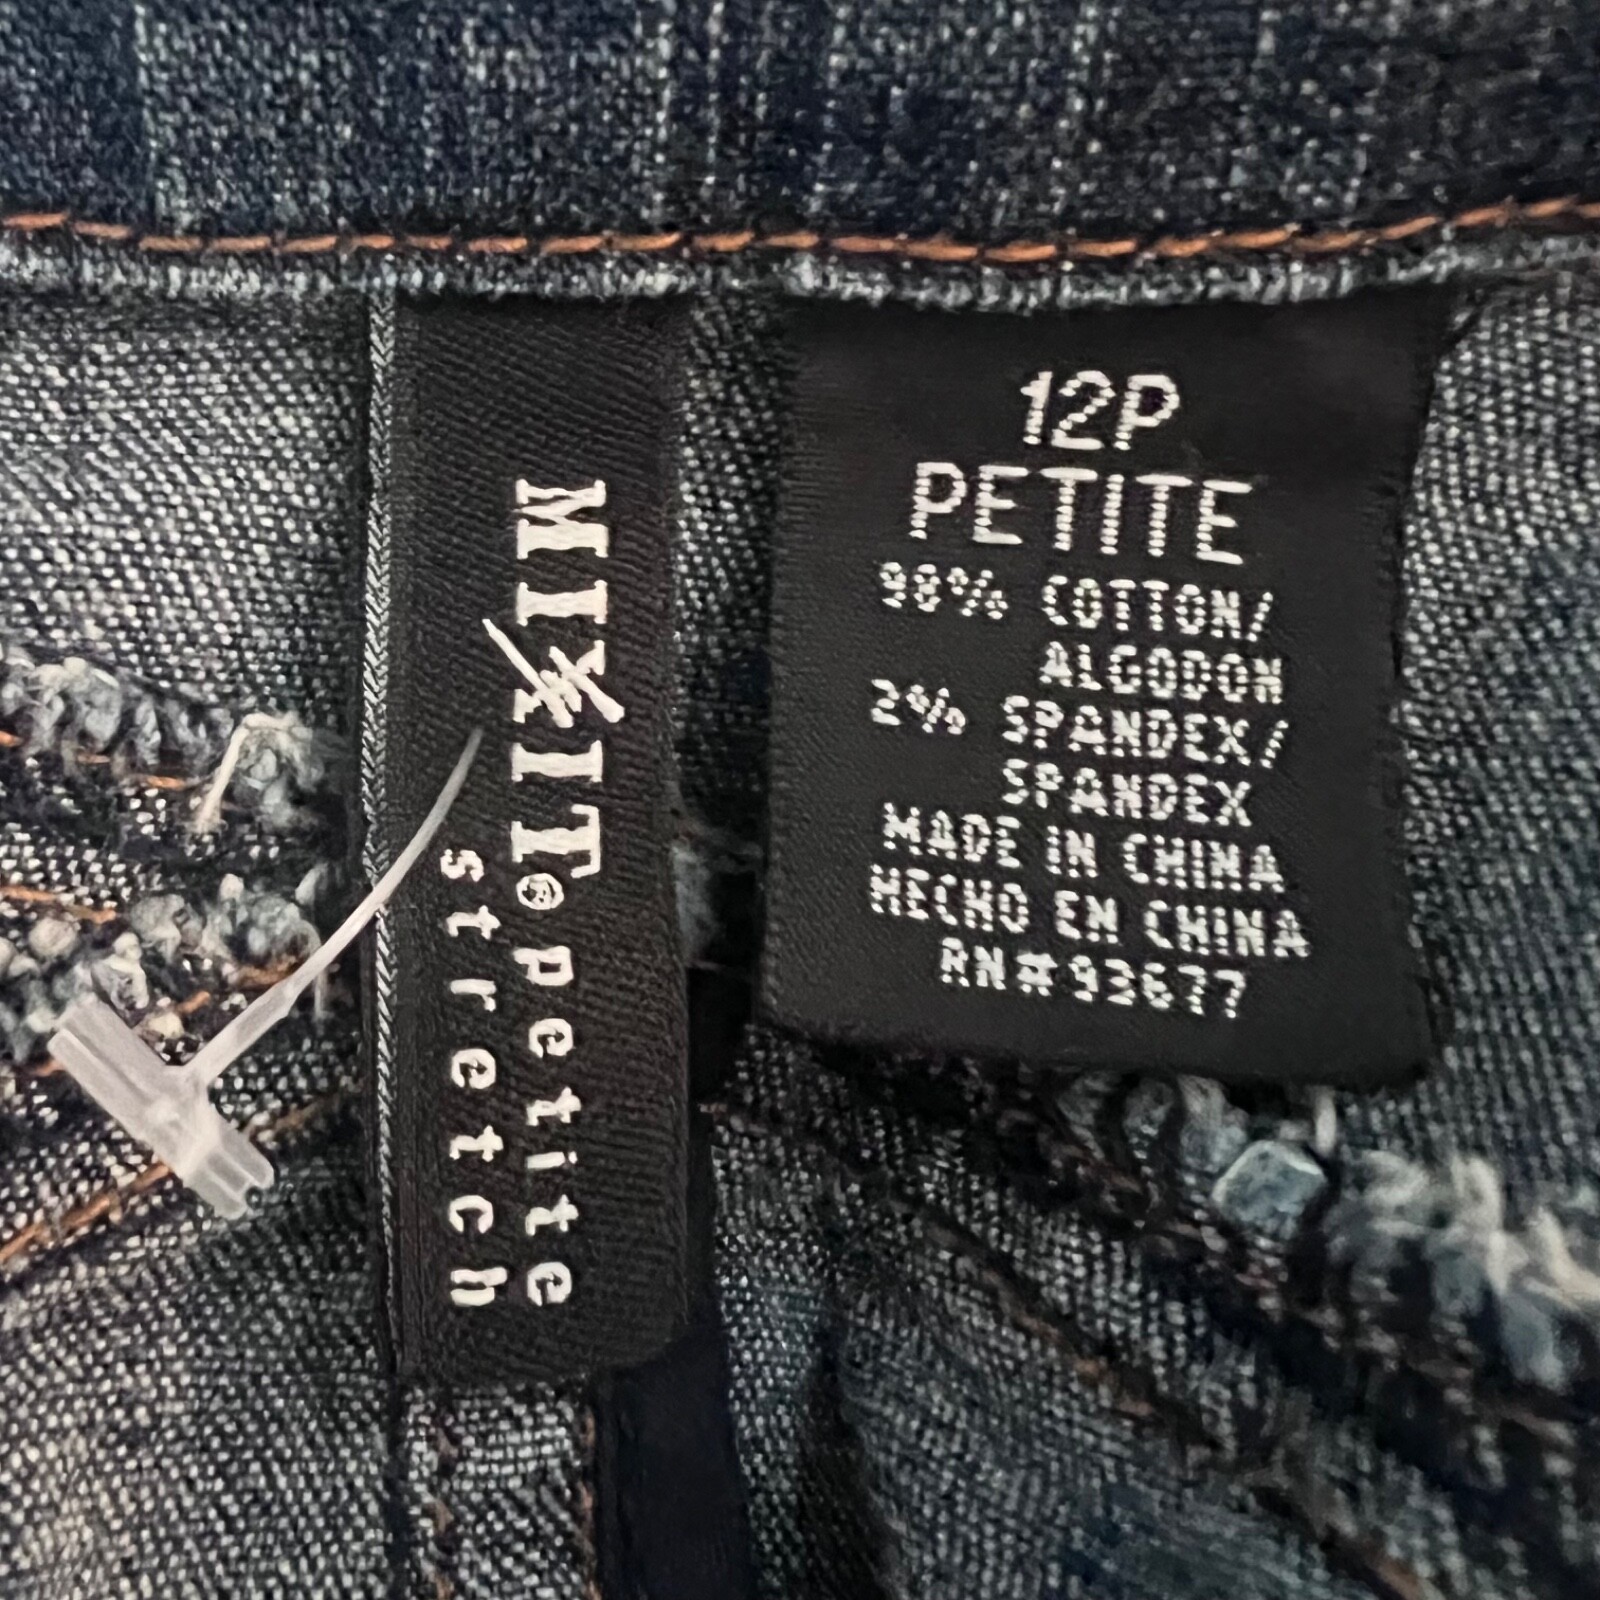 MIXIT® petite
stretch
12P
PETITE
98% COTTON/
ALGODON
2% SPANDEX/
SPANDEX
MADE IN CHINA
HECHO EN CHINA
RN#93677